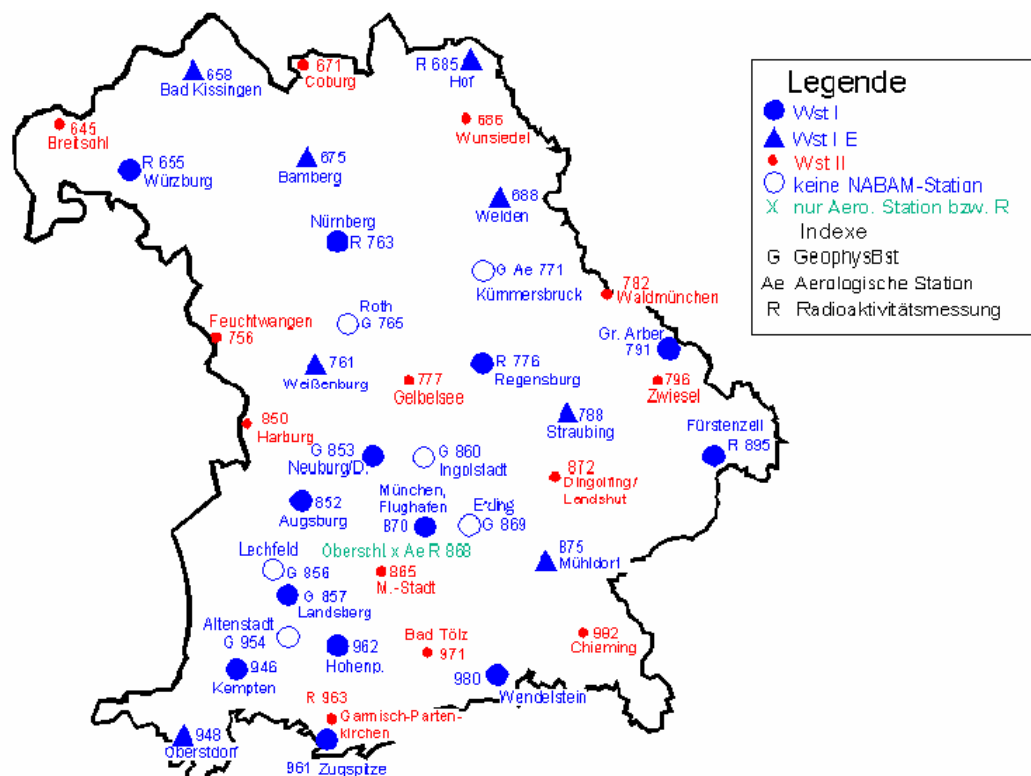 658
Bad Kissingen
671
Coburg
R 685
Hof
645
Breitsohl
R 655
Würzburg
675
Bamberg
686
Wunsiedel
688
Weiden
Nürnberg
R 763
G Ae 771
Kümmersbruck
782
Waldmünchen
Roth
G 765
Feuchtwangen
756
Gr. Arber
791
761
Weißenburg
R 776
Regensburg
777
Gelbelsee
796
Zwiesel
788
Straubing
850
Harburg
Fürstenzell
R 895
G 853
Neuburg/D.
G 860
Ingolstadt
872
Dingolfing/
Landshut
852
Augsburg
München,
Flughafen
870
Erding
G 869
Oberschl. x Ae R 868
875
Mühldorf
Lechfeld
G 856
865
M.-Stadt
G 857
Landsberg
Altenstadt
G 954
962
Hohenp.
Bad Tölz
971
992
Chieming
946
Kempten
980
Wendelstein
R 963
Garmisch-Parten-
kirchen
948
Oberstdorf
961 Zugspitze
Legende
Wst I
Wst I E
Wst II
keine NABAM-Station
X nur Aero. Station bzw. R
Indexe
G GeophysBst
Ae Aerologische Station
R Radioaktivitätsmessung